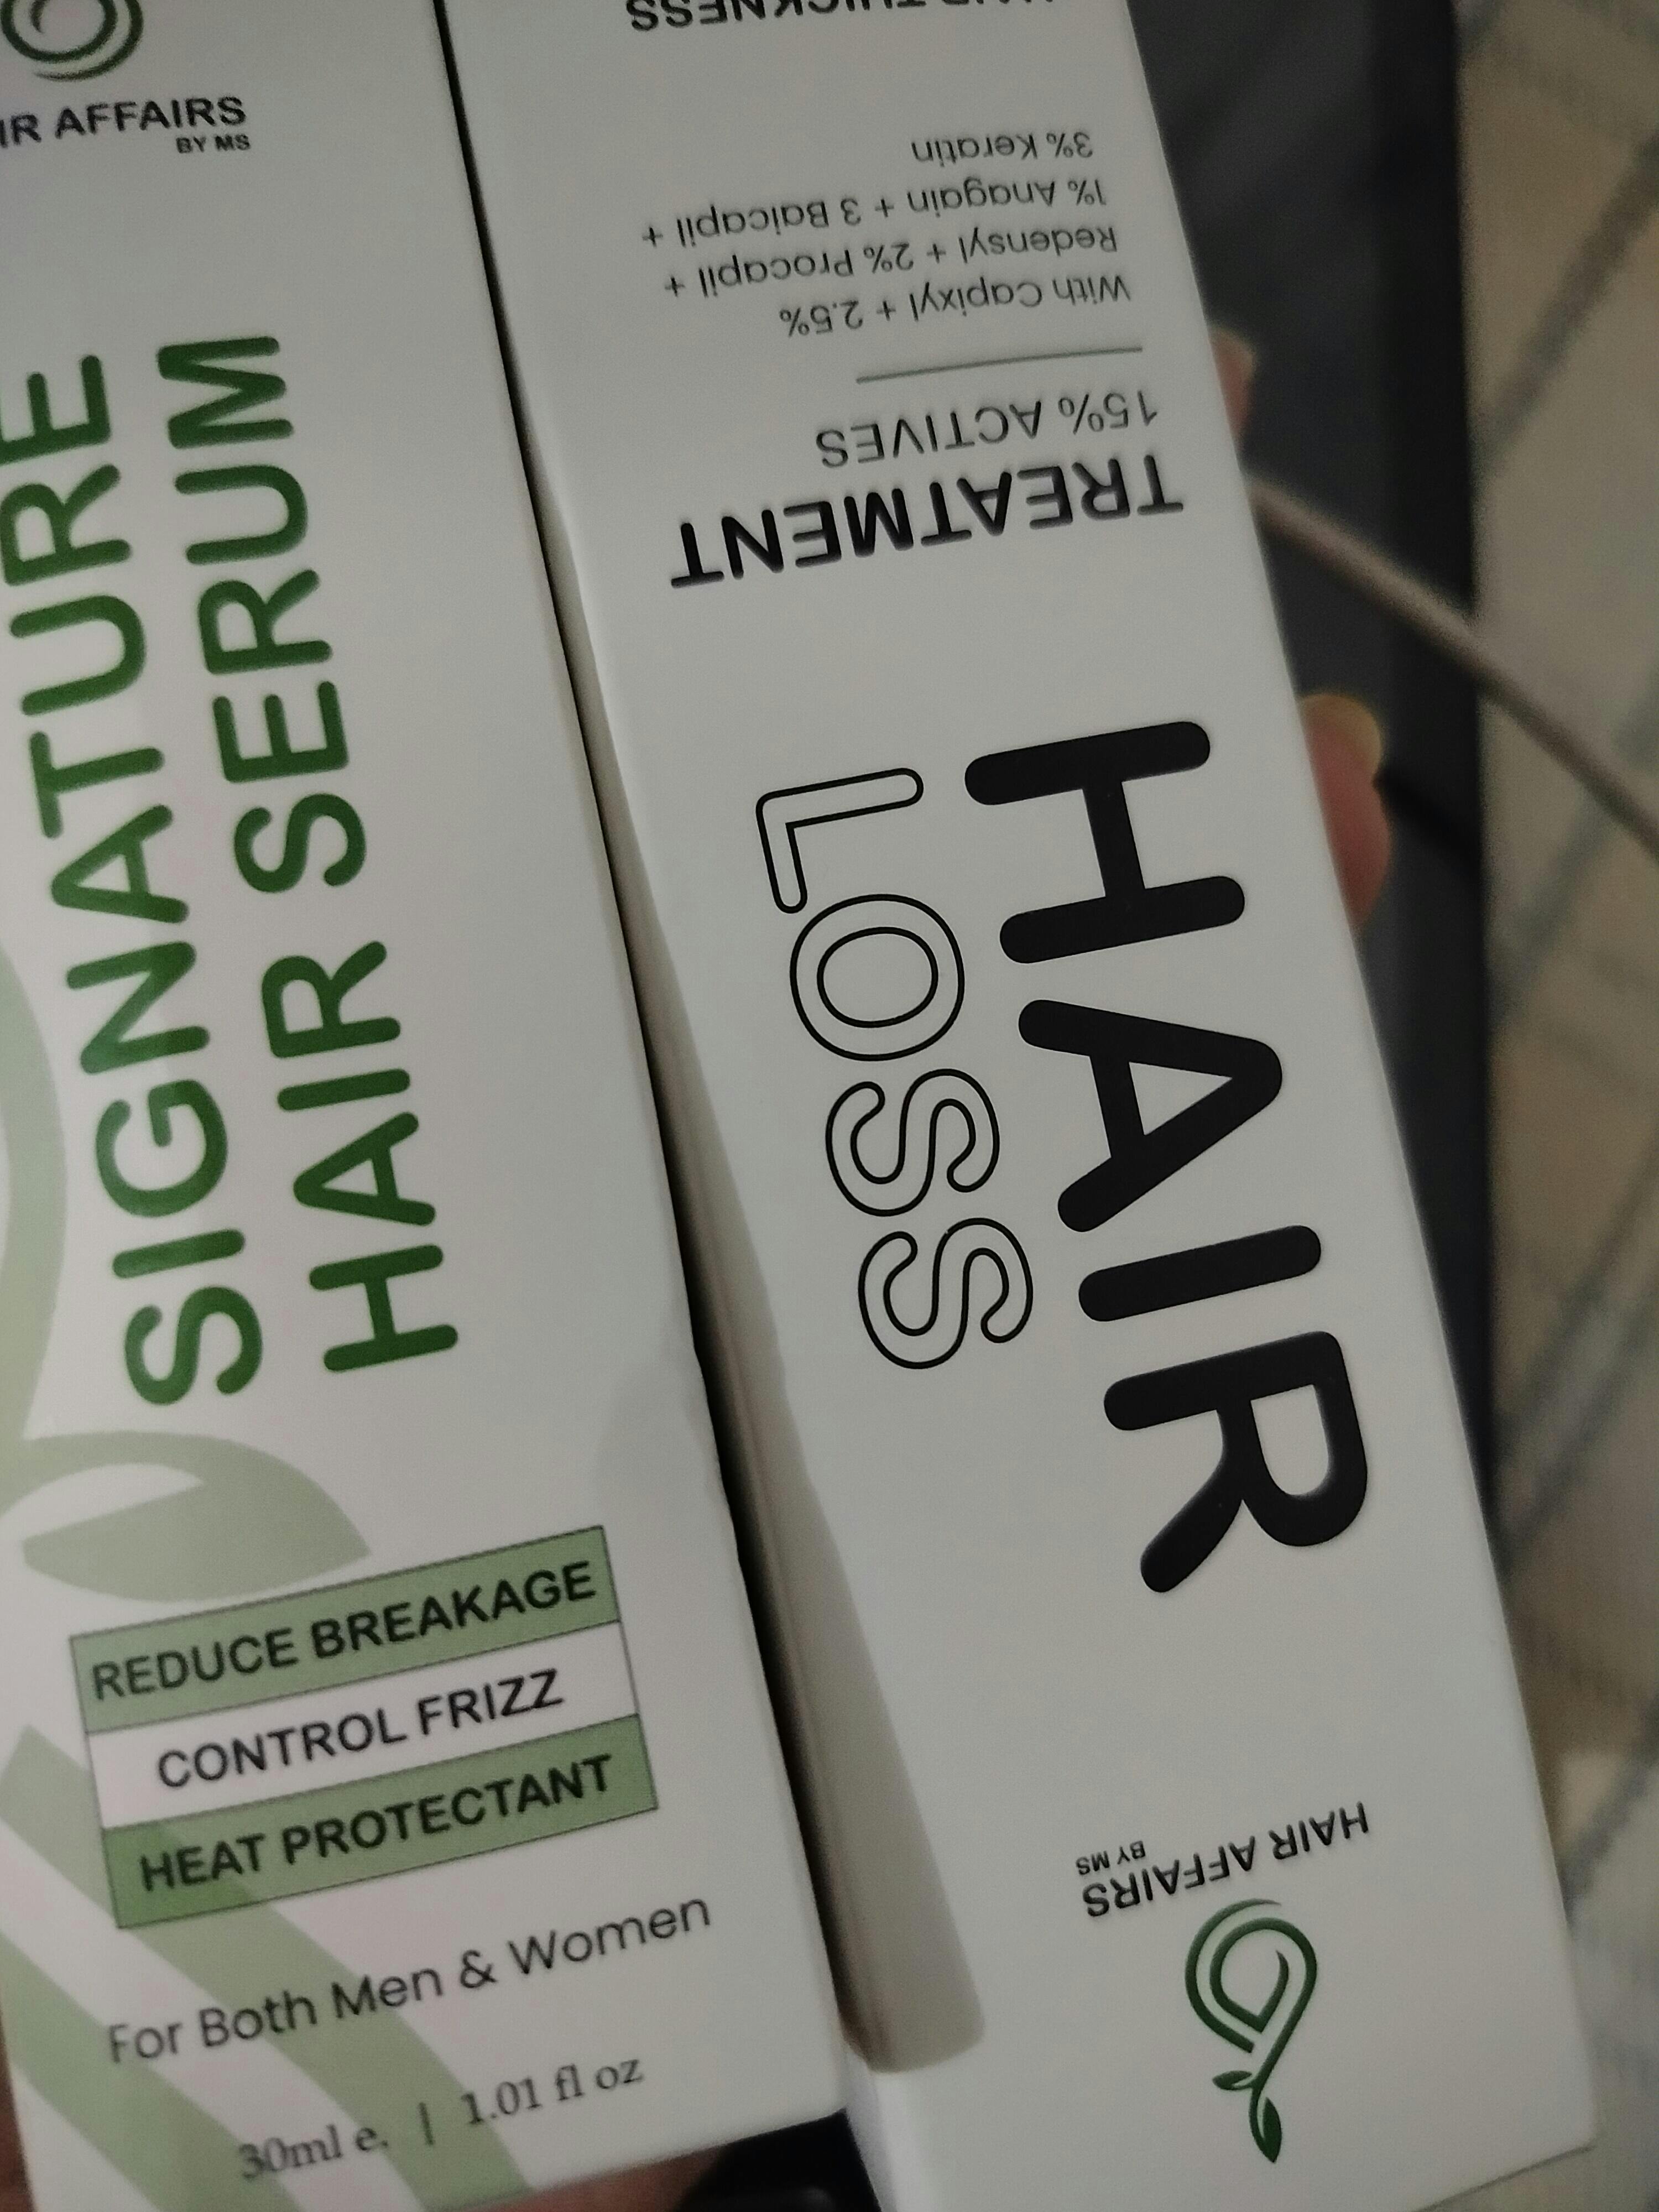 AFFAIRS
BY MS
SIGNATURE
HAIR SERUM
REDUCE BREAKAGE
CONTROL FRIZZ
HEAT PROTECTANT
For Both Men & Women
30ml e. | 1.01 fl oz
HAIR AFFAIRS
BY MS
HAIR
LOSS
TREATMENT
15% ACTIVES
With Capixyl + 2.5%
Redensyl + 2% Procapil +
1% Anagain + 3 Baicapil +
3% Keratin
HAIR THICKNESS